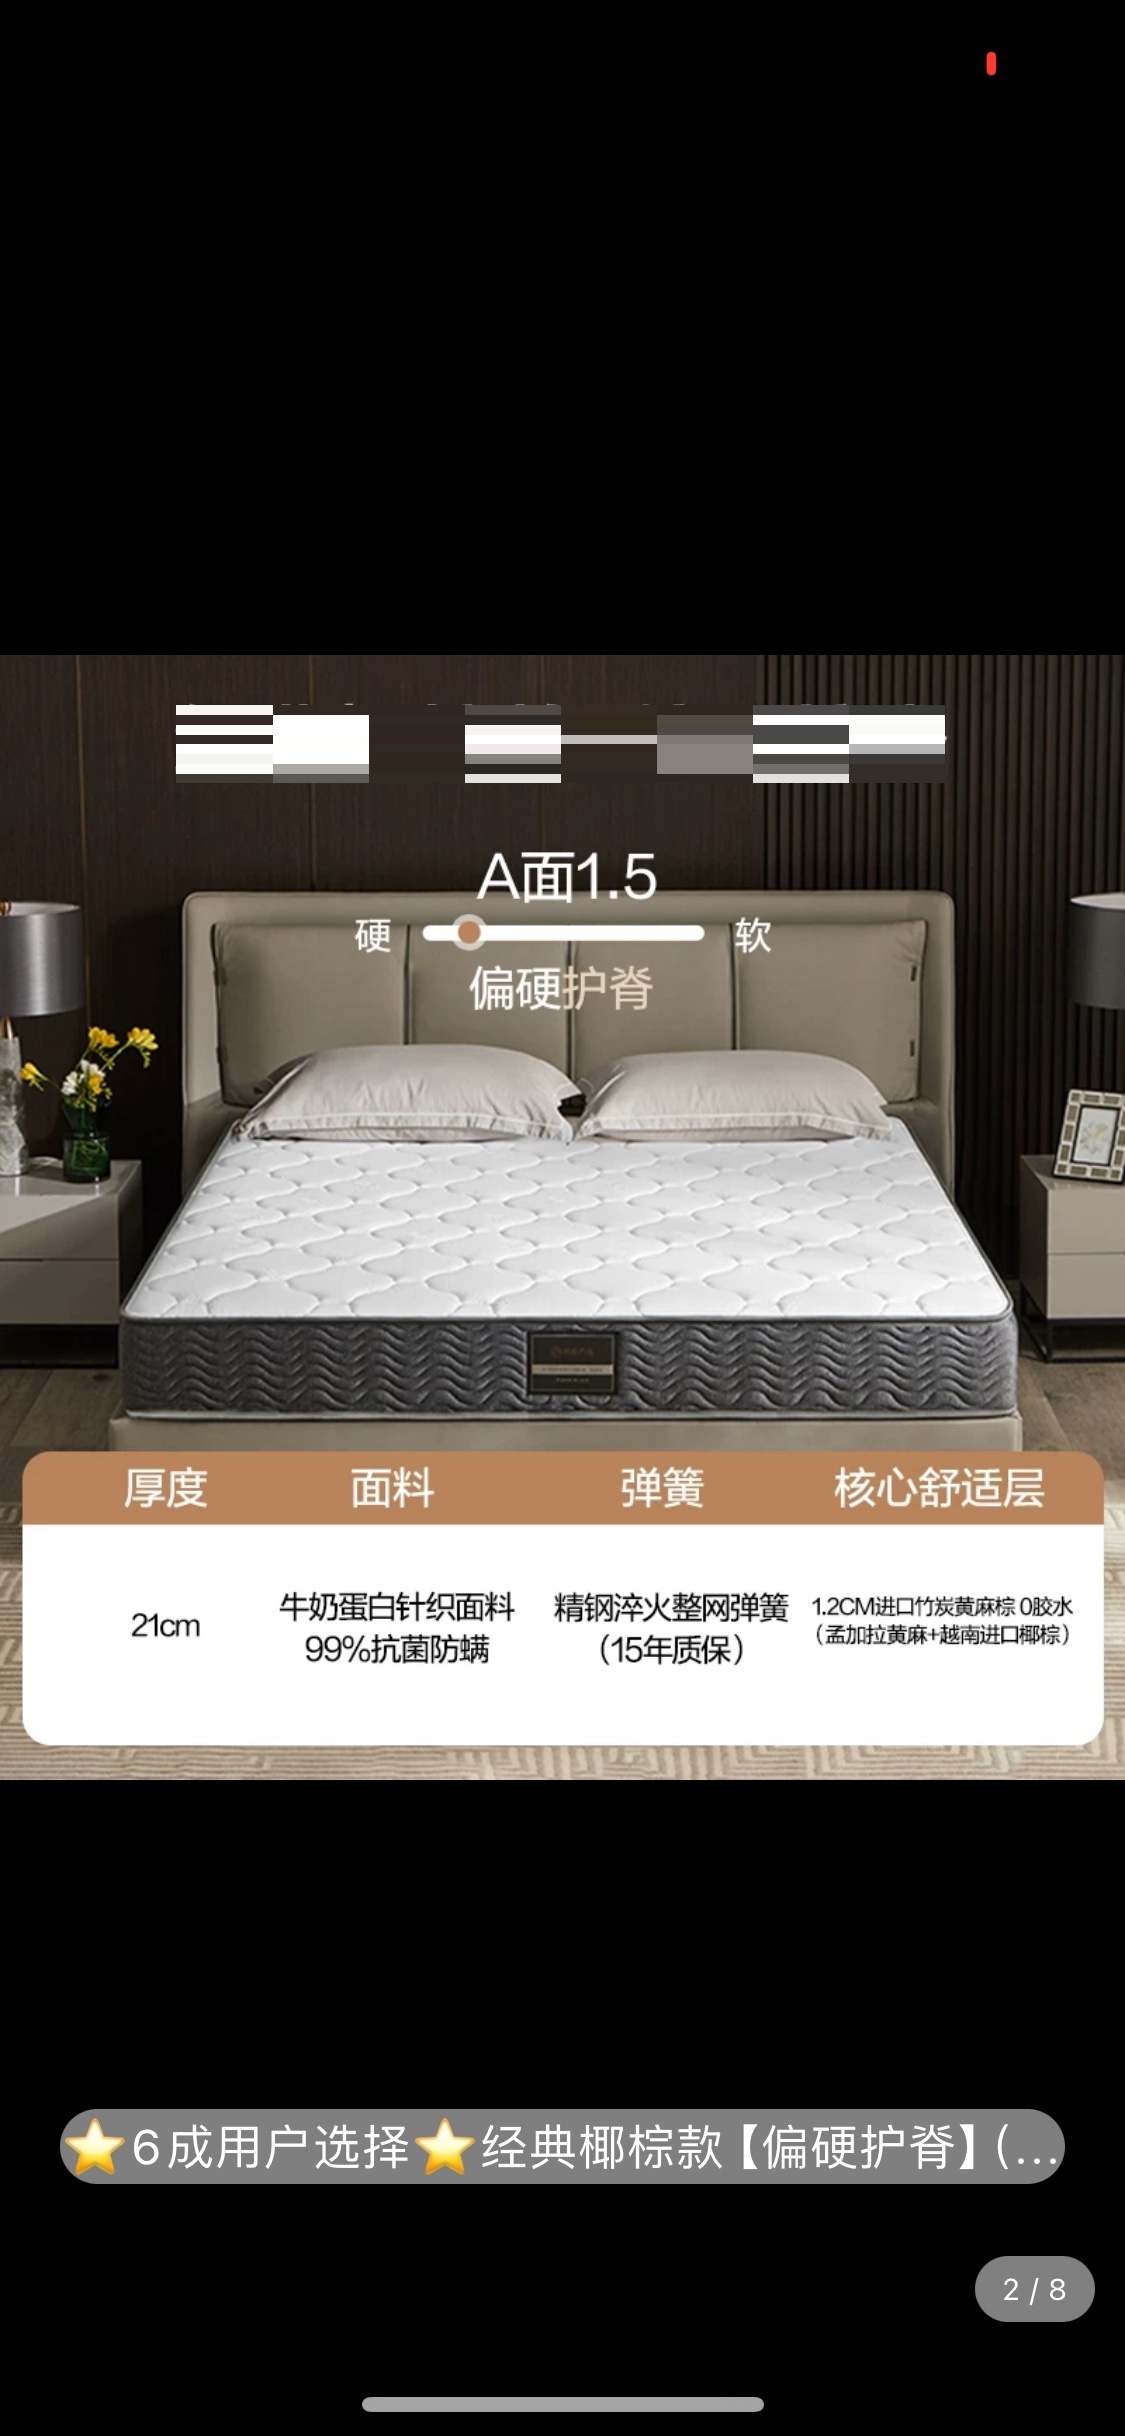 A面1.5
硬 软
偏硬护脊
厚度 面料 弹簧 核心舒适层
21cm 牛奶蛋白针织面料 精钢淬火整网弹簧 1.2CM进口竹炭黄麻棕 0胶水
99%抗菌防螨 (15年质保) (孟加拉黄麻+越南进口椰棕)
⭐6成用户选择⭐经典椰棕款【偏硬护脊】(...
2 / 8